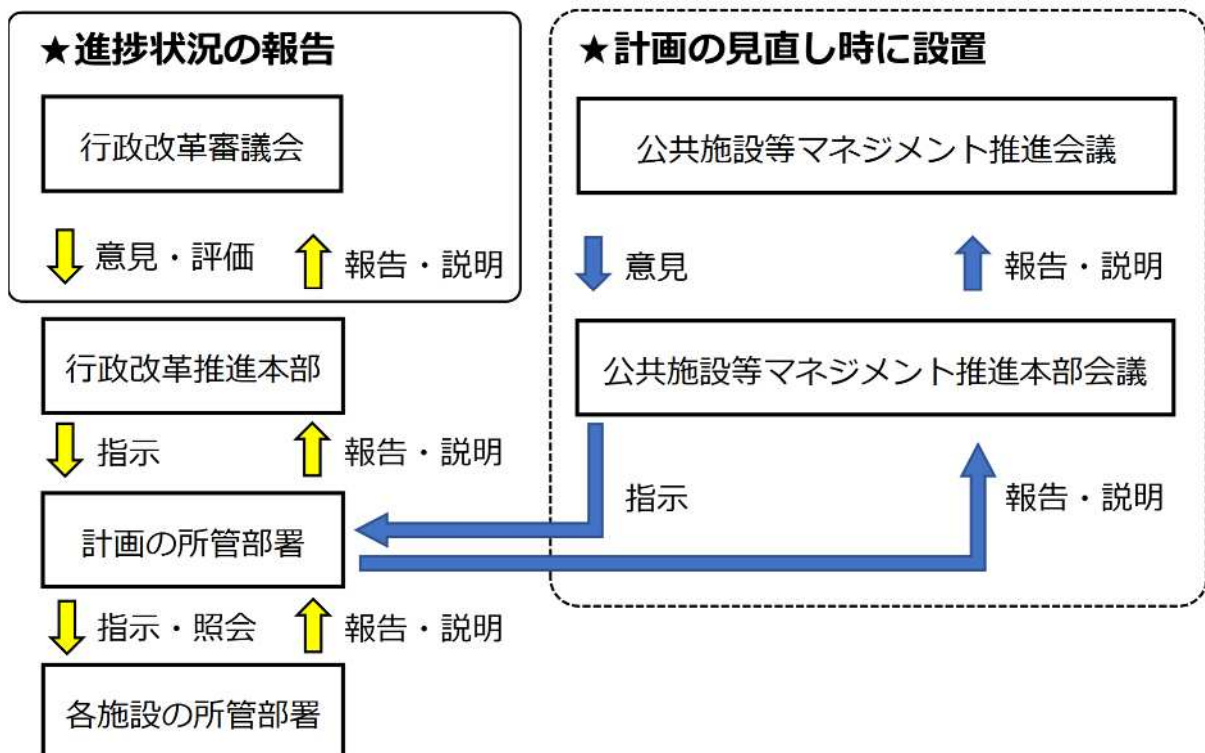 ★進捗状況の報告
行政改革審議会
意見・評価
報告・説明
行政改革推進本部
指示
報告・説明
計画の所管部署
指示・照会
報告・説明
各施設の所管部署
★計画の見直し時に設置
公共施設等マネジメント推進会議
意見
報告・説明
公共施設等マネジメント推進本部会議
指示
報告・説明